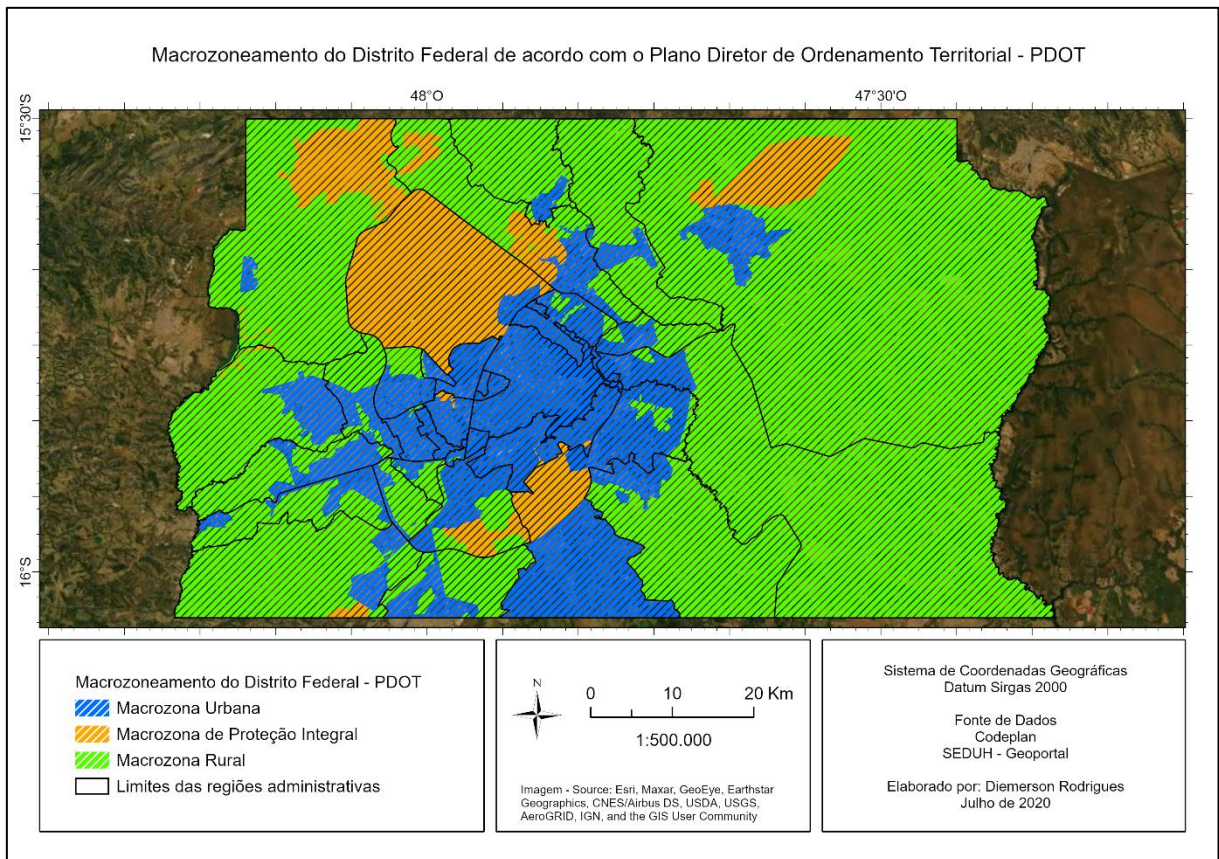 Macrozoneamento do Distrito Federal de acordo com o Plano Diretor de Ordenamento Territorial - PDOT
48°O
47°30'O
15°30'S
16°S
Macrozoneamento do Distrito Federal - PDOT
Macrozona Urbana
Macrozona de Proteção Integral
Macrozona Rural
Limites das regiões administrativas
N
0 10 20 Km
1:500.000
Imagem - Source: Esri, Maxar, GeoEye, Earthstar
Geographics, CNES/Airbus DS, USDA, USGS,
AeroGRID, IGN, and the GIS User Community
Sistema de Coordenadas Geográficas
Datum Sirgas 2000
Fonte de Dados
Codeplan
SEDUH - Geoportal
Elaborado por: Diemerson Rodrigues
Julho de 2020